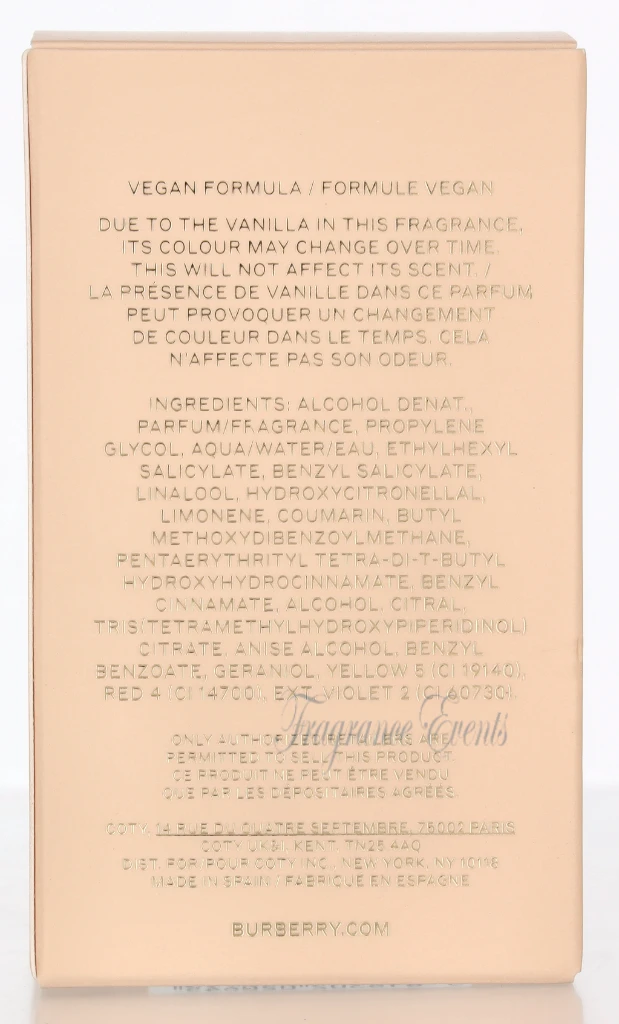 VEGAN FORMULA / FORMULE VEGAN
DUE TO THE VANILLA IN THIS FRAGRANCE,
ITS COLOUR MAY CHANGE OVER TIME.
THIS WILL NOT AFFECT ITS SCENT. /
LA PRÉSENCE DE VANILLE DANS CE PARFUM
PEUT PROVOQUER UN CHANGEMENT
DE COULEUR DANS LE TEMPS. CELA
N'AFFECTE PAS SON ODEUR.
INGREDIENTS: ALCOHOL DENAT.,
PARFUM/FRAGRANCE, PROPYLENE
GLYCOL, AQUA/WATER/EAU, ETHYLHEXYL
SALICYLATE, BENZYL SALICYLATE,
LINALOOL, HYDROXYCITRONELLAL,
LIMONENE, COUMARIN, BUTYL
METHOXYDIBENZOYLMETHANE,
PENTAERYTHRITYL TETRA-DI-T-BUTYL
HYDROXYHYDROCINNAMATE, BENZYL
CINNAMATE, ALCOHOL, CITRAL,
TRIS(TETRAMETHYLHYDROXYPIPERIDINOL)
CITRATE, ANISE ALCOHOL, BENZYL
BENZOATE, GERANIOL, YELLOW 5 (CI 19140),
RED 4 (CI 14700), EXT. VIOLET 2 (CI 60730).
Fragrance Events
ONLY AUTHORIZED RETAILERS ARE
PERMITTED TO SELL THIS PRODUCT.
CE PRODUIT NE PEUT ÊTRE VENDU
QUE PAR LES DÉPOSITAIRES AGRÉÉS.
COTY, 14 RUE DU QUATRE SEPTEMBRE, 75002 PARIS
COTY UK&I, KENT, TN25 4AQ
DIST. FOR/POUR COTY INC., NEW YORK, NY 10118
MADE IN SPAIN / FABRIQUÉ EN ESPAGNE
BURBERRY.COM